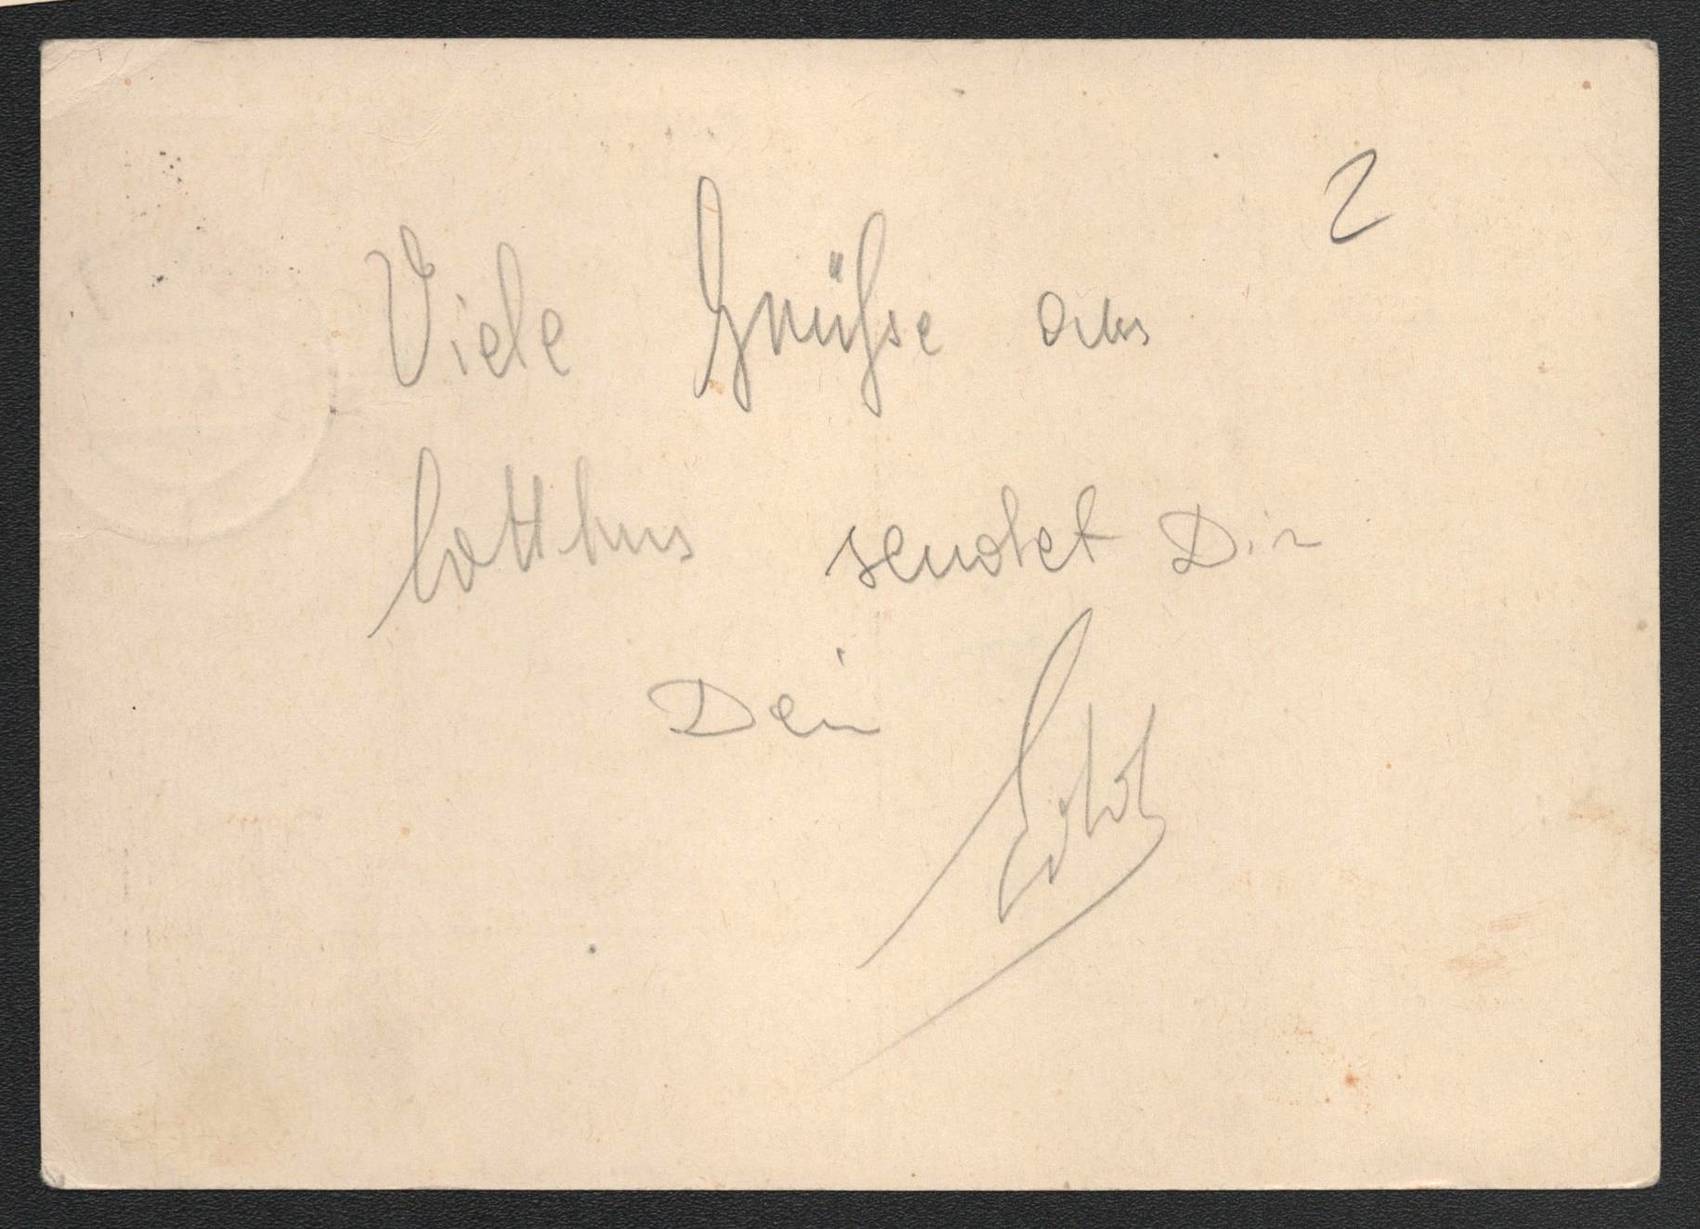 2
Viele Grüsse aus
Cottbus sendet Dir
Dein